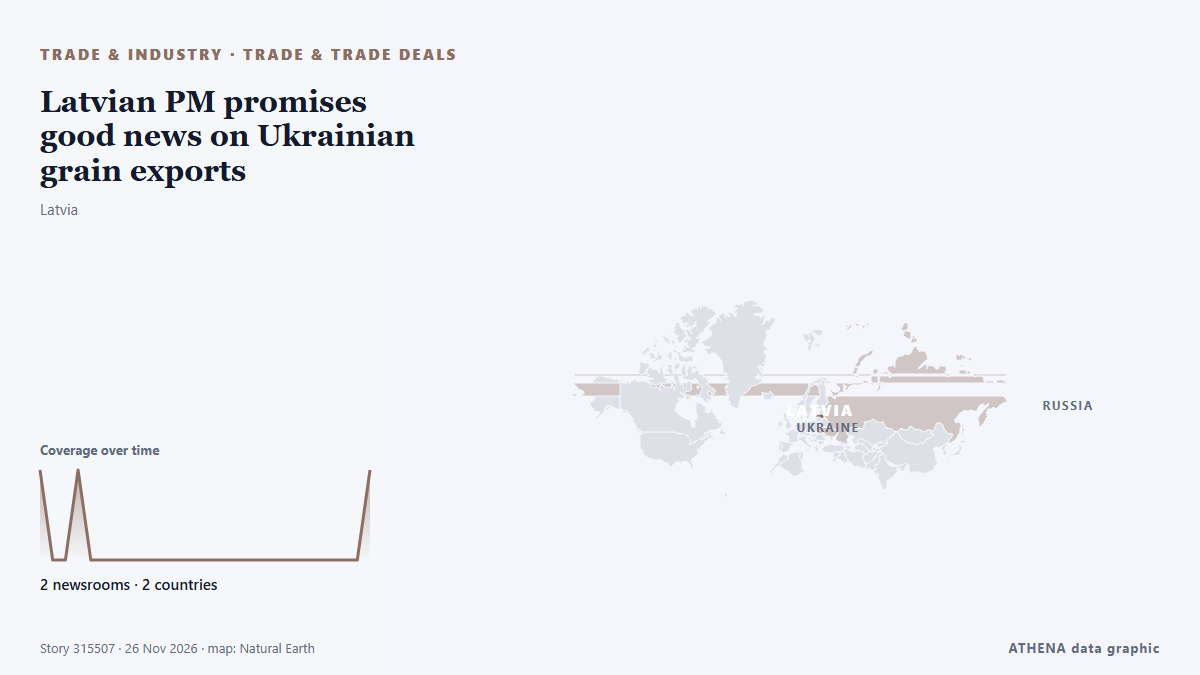 TRADE & INDUSTRY · TRADE & TRADE DEALS
Latvian PM promises
good news on Ukrainian
grain exports
Latvia
LATVIA
UKRAINE
RUSSIA
Coverage over time
2 newsrooms · 2 countries
Story 315507 · 26 Nov 2026 · map: Natural Earth
ATHENA data graphic